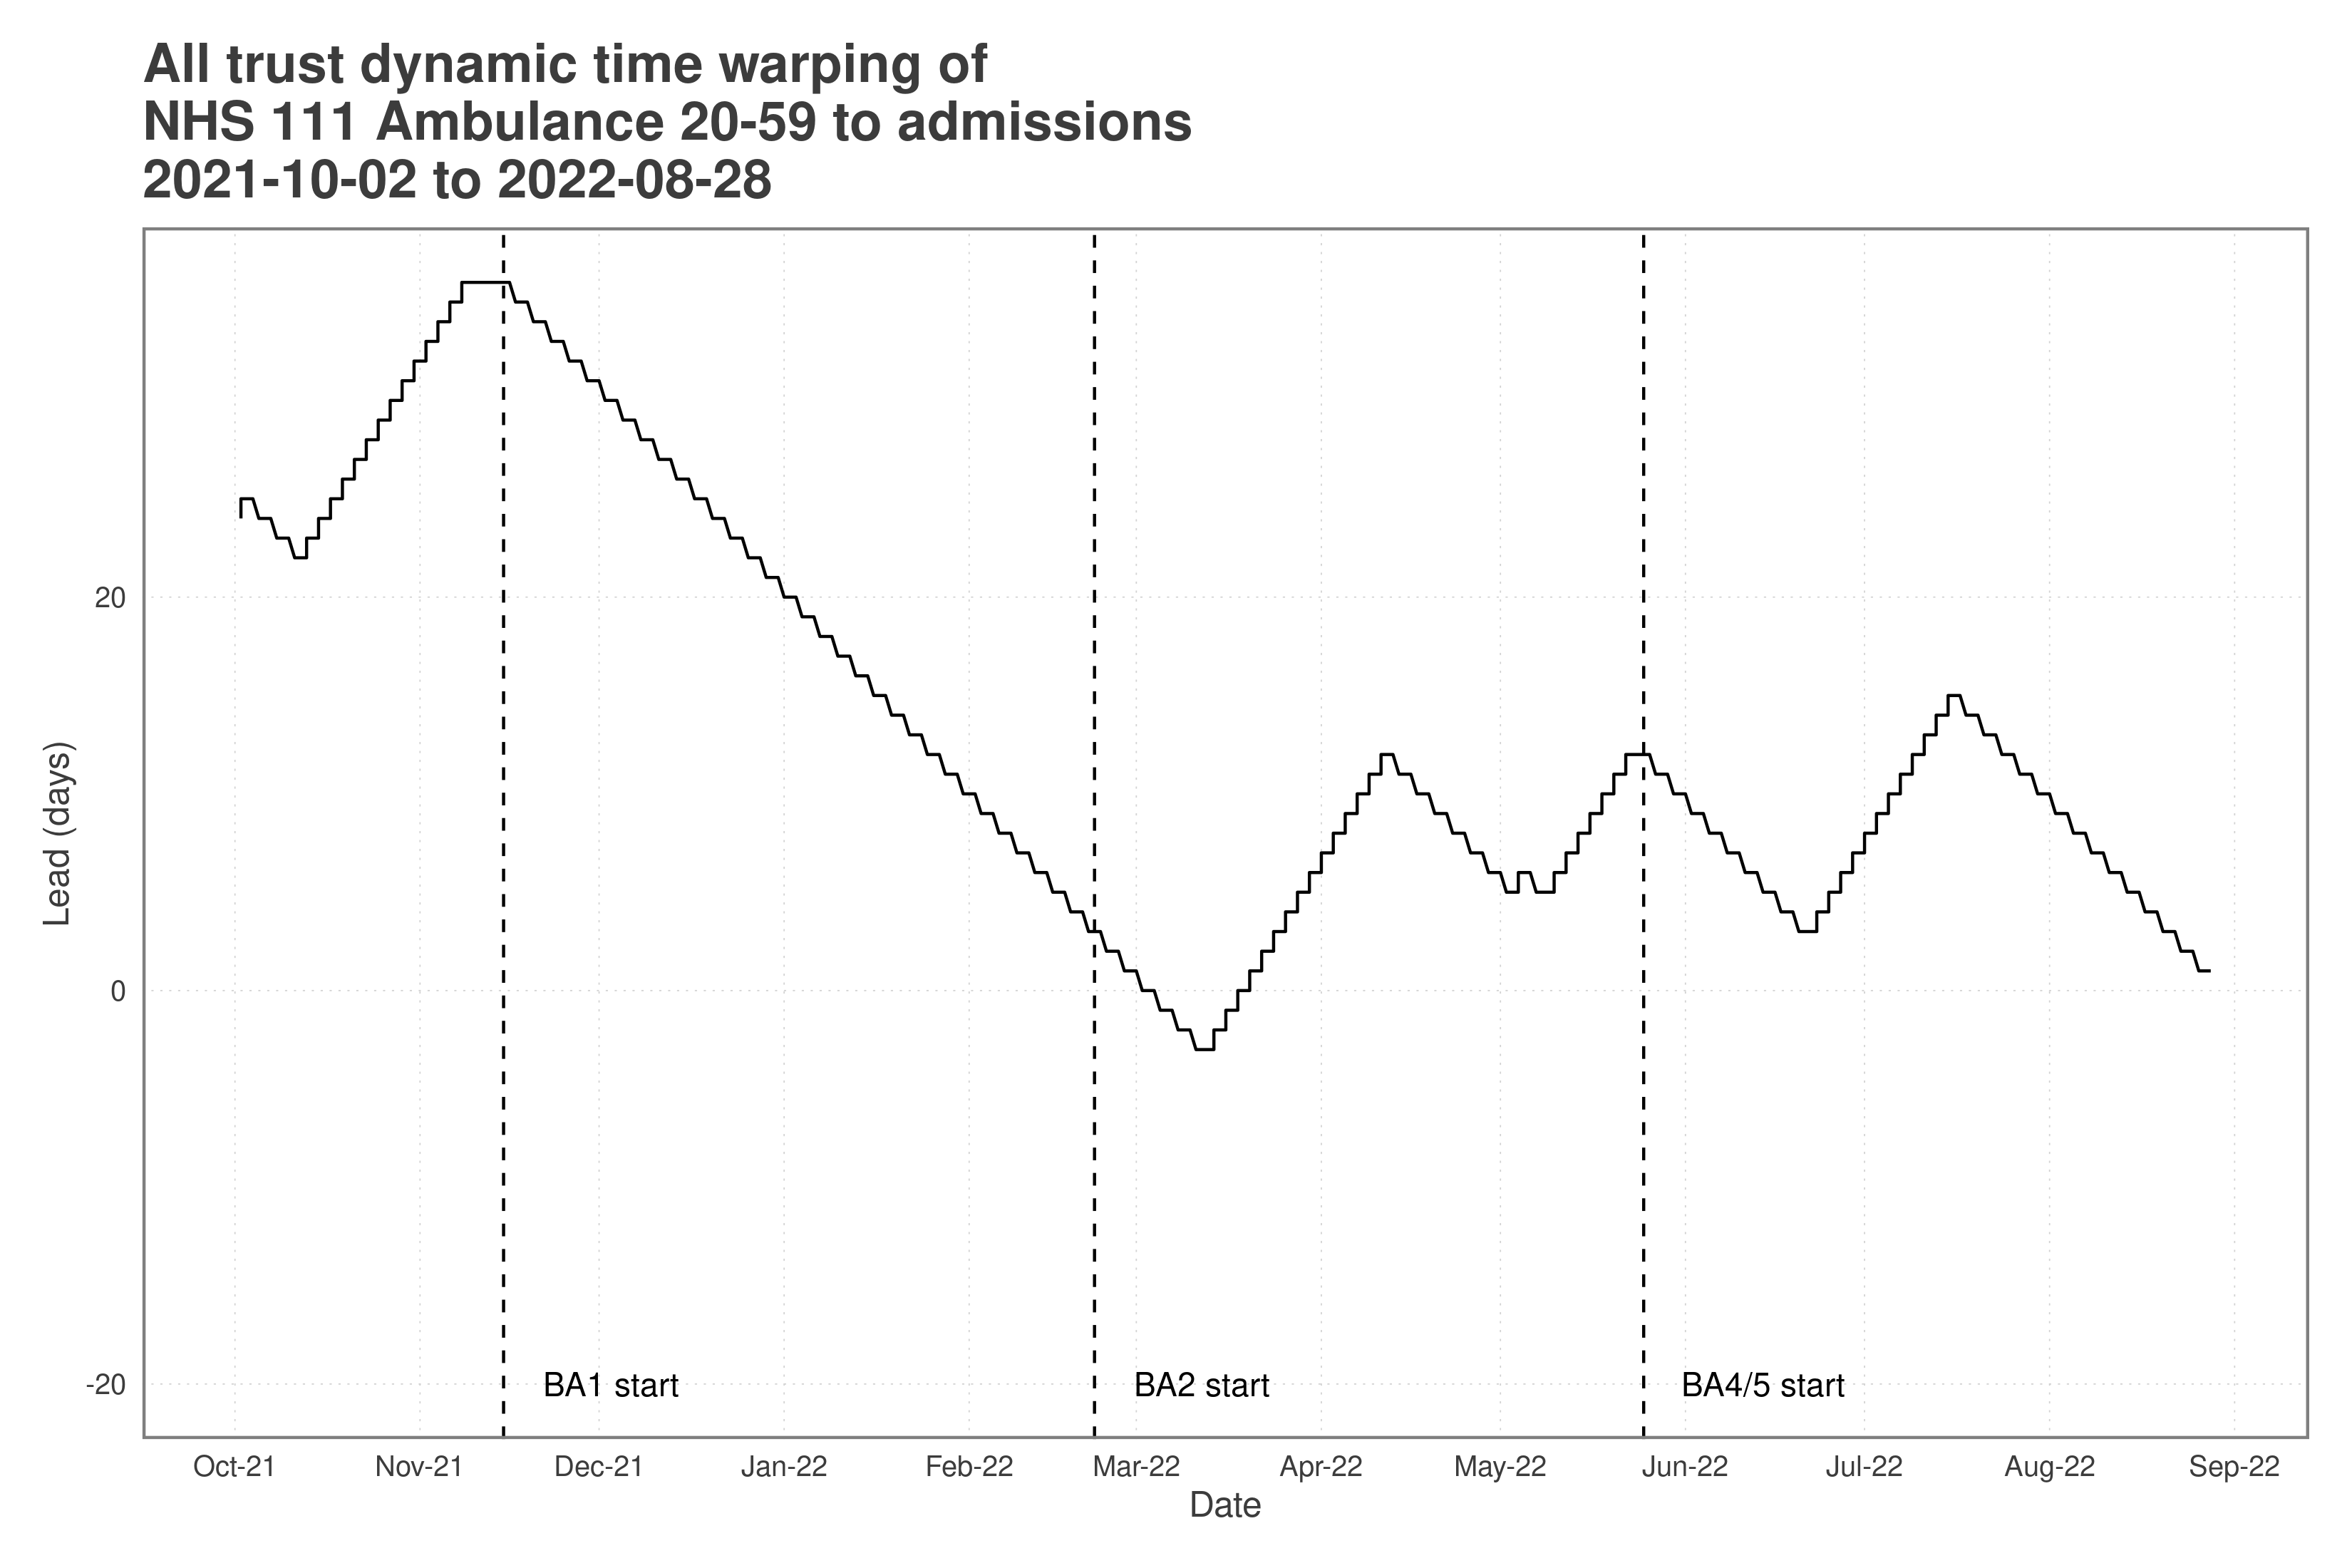 All trust dynamic time warping of
NHS 111 Ambulance 20-59 to admissions
2021-10-02 to 2022-08-28
Lead (days)
20
0
-20
BA1 start
BA2 start
BA4/5 start
Oct-21 Nov-21 Dec-21 Jan-22 Feb-22 Mar-22 Apr-22 May-22 Jun-22 Jul-22 Aug-22 Sep-22
Date